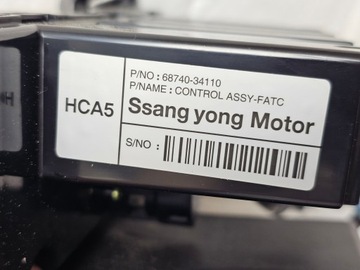 P/NO : 68740-34110
P/NAME : CONTROL ASSY-FATC
HCA5
Ssang yong Motor
S/NO :